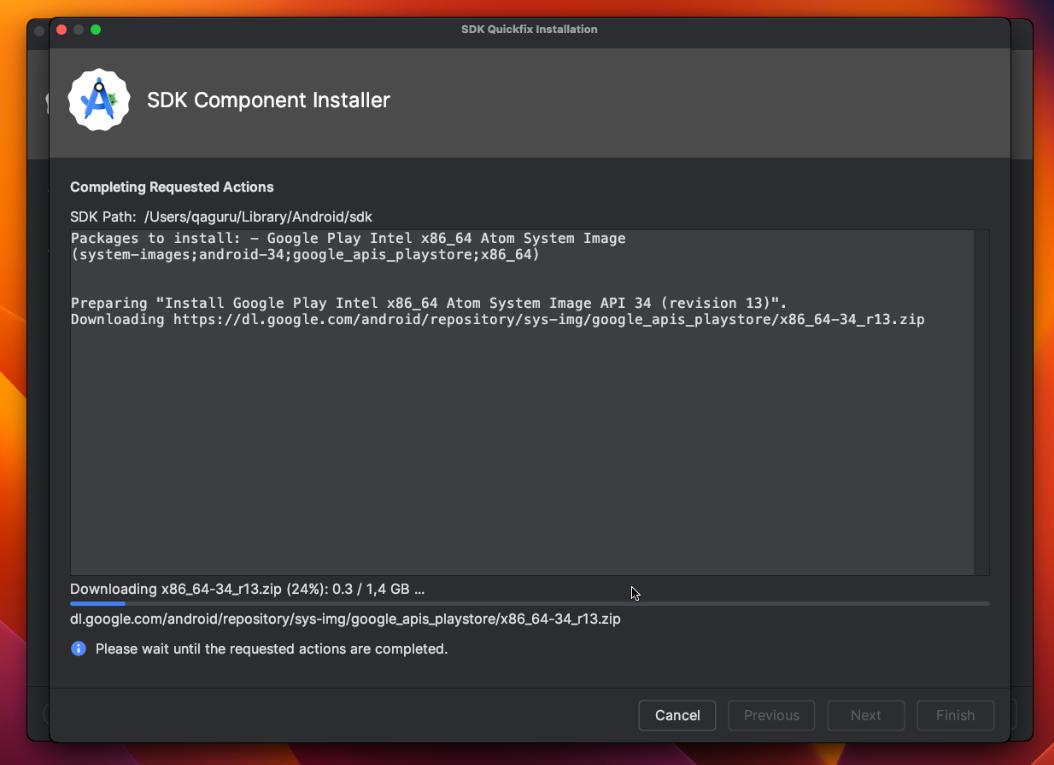 SDK Quickfix Installation
SDK Component Installer
Completing Requested Actions
SDK Path: /Users/qaguru/Library/Android/sdk
Packages to install: – Google Play Intel x86_64 Atom System Image
(system-images;android-34;google_apis_playstore;x86_64)
Preparing "Install Google Play Intel x86_64 Atom System Image API 34 (revision 13)".
Downloading https://dl.google.com/android/repository/sys-img/google_apis_playstore/x86_64-34_r13.zip
Downloading x86_64-34_r13.zip (24%): 0.3 / 1,4 GB ...
dl.google.com/android/repository/sys-img/google_apis_playstore/x86_64-34_r13.zip
Please wait until the requested actions are completed.
Cancel Previous Next Finish